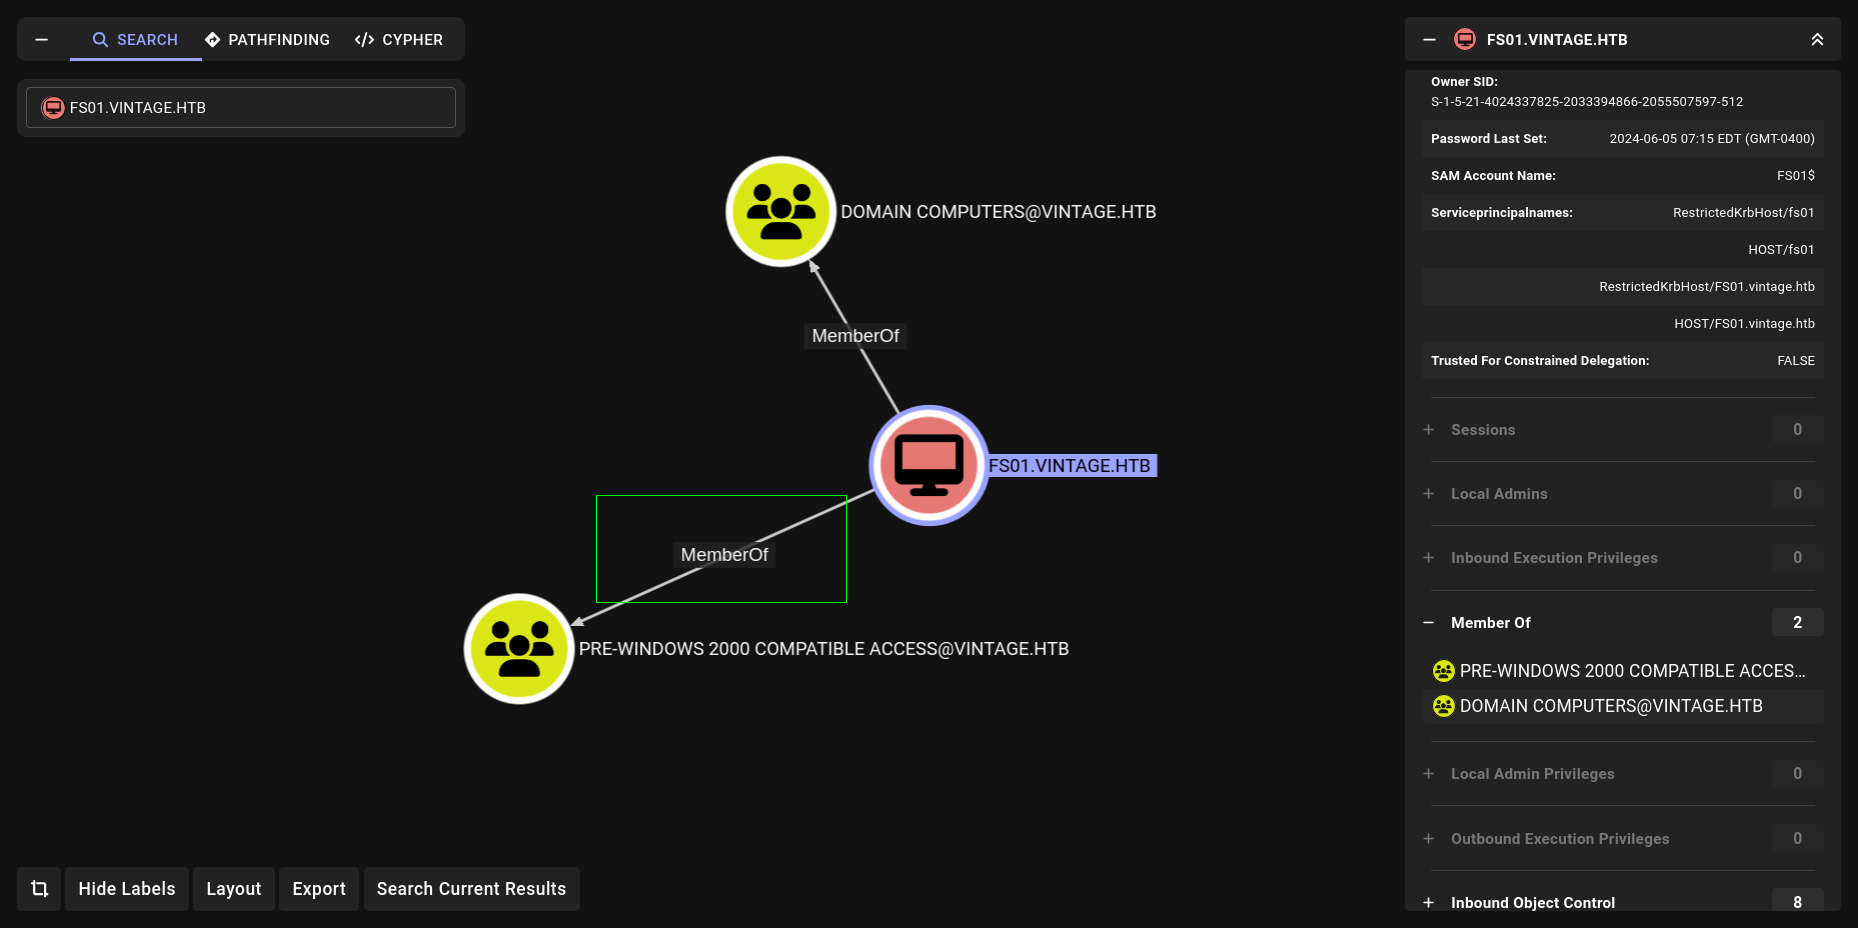 SEARCH
PATHFINDING
CYPHER
FS01.VINTAGE.HTB
DOMAIN COMPUTERS@VINTAGE.HTB
MemberOf
FS01.VINTAGE.HTB
MemberOf
PRE-WINDOWS 2000 COMPATIBLE ACCESS@VINTAGE.HTB
Hide Labels
Layout
Export
Search Current Results
FS01.VINTAGE.HTB
Owner SID:
S-1-5-21-4024337825-2033394866-2055507597-512
Password Last Set: 2024-06-05 07:15 EDT (GMT-0400)
SAM Account Name: FS01$
Serviceprincipalnames: RestrictedKrbHost/fs01
HOST/fs01
RestrictedKrbHost/FS01.vintage.htb
HOST/FS01.vintage.htb
Trusted For Constrained Delegation: FALSE
Sessions 0
Local Admins 0
Inbound Execution Privileges 0
Member Of 2
PRE-WINDOWS 2000 COMPATIBLE ACCES...
DOMAIN COMPUTERS@VINTAGE.HTB
Local Admin Privileges 0
Outbound Execution Privileges 0
Inbound Object Control 8